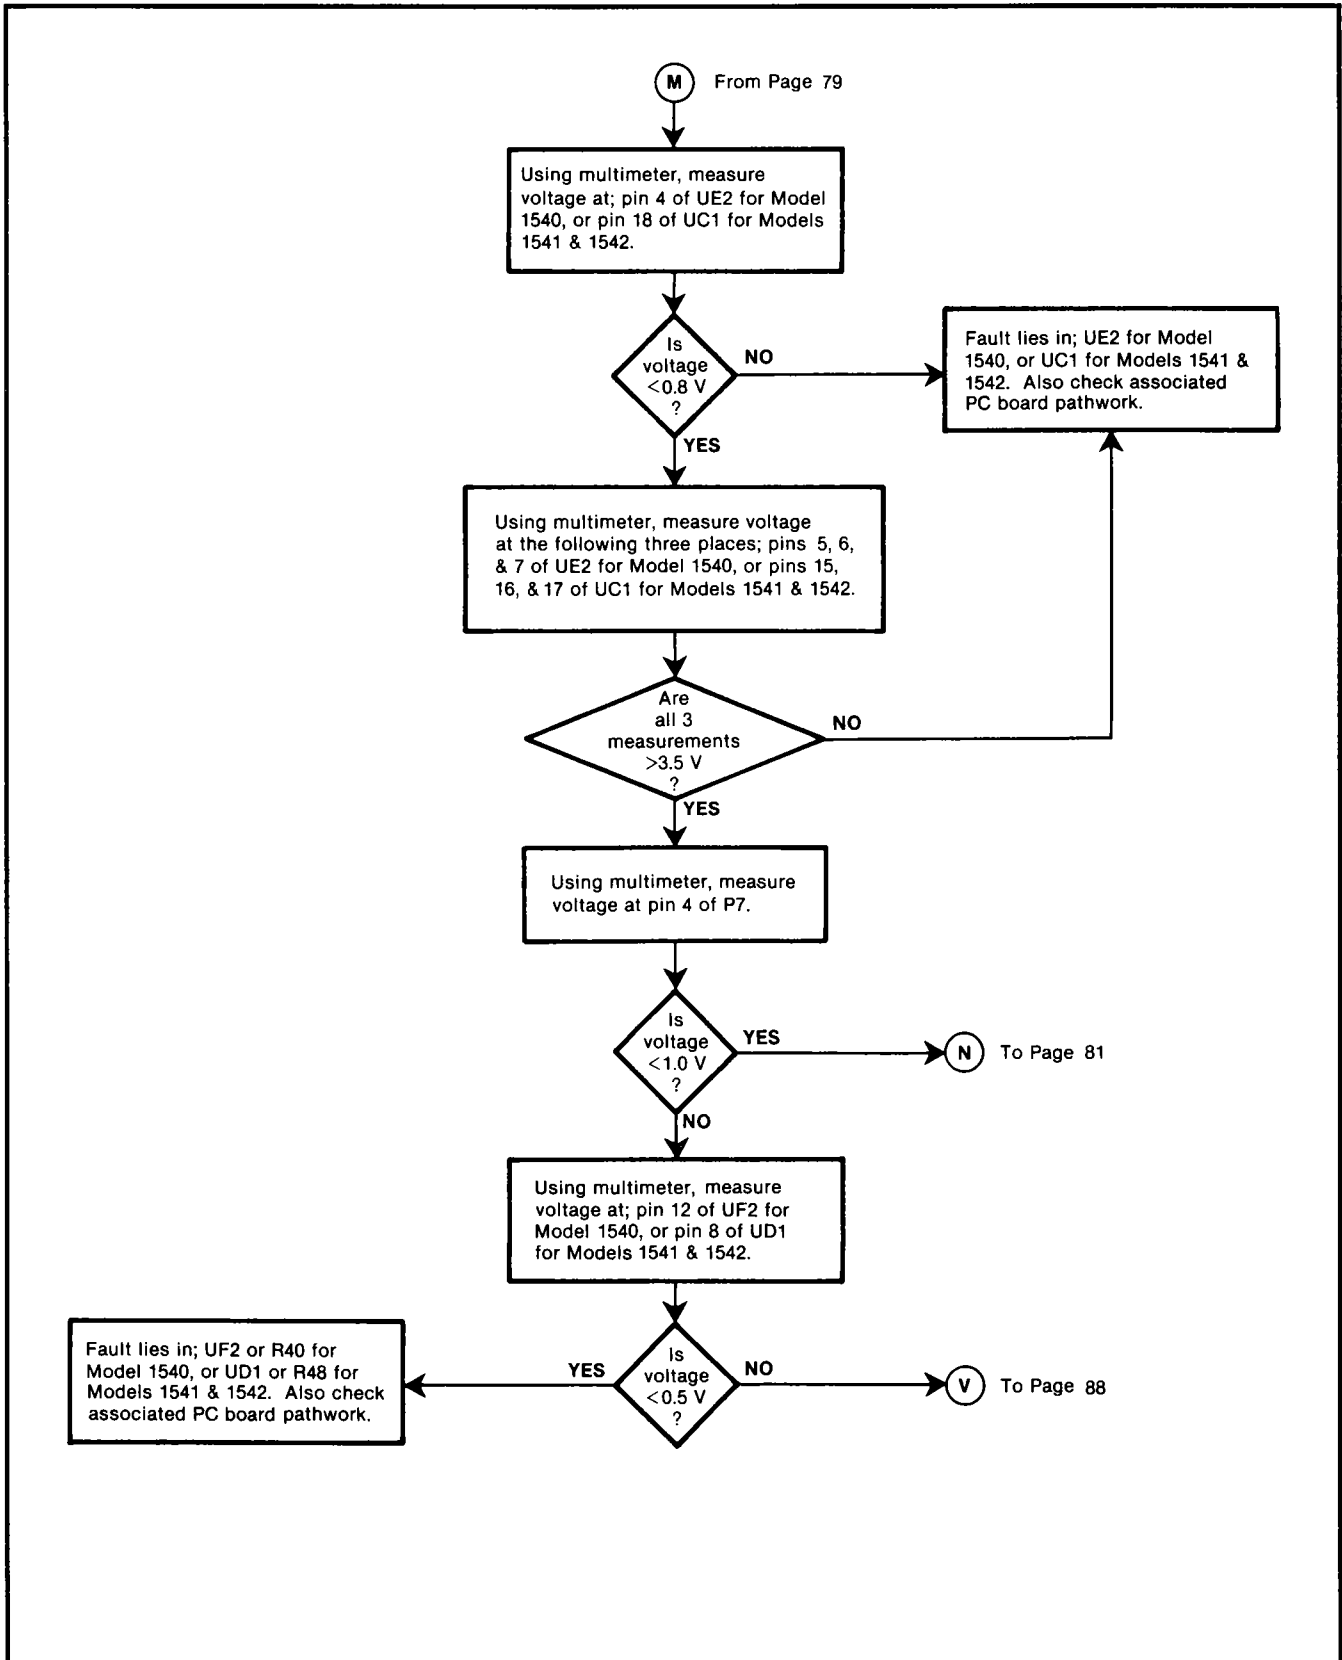 M From Page 79
Using multimeter, measure
voltage at; pin 4 of UE2 for Model
1540, or pin 18 of UC1 for Models
1541 & 1542.
Is
voltage
<0.8 V
?
NO
Fault lies in; UE2 for Model
1540, or UC1 for Models 1541 &
1542. Also check associated
PC board pathwork.
YES
Using multimeter, measure voltage
at the following three places; pins 5, 6,
& 7 of UE2 for Model 1540, or pins 15,
16, & 17 of UC1 for Models 1541 & 1542.
Are
all 3
measurements
>3.5 V
?
NO
YES
Using multimeter, measure
voltage at pin 4 of P7.
Is
voltage
<1.0 V
?
YES
N To Page 81
NO
Using multimeter, measure
voltage at; pin 12 of UF2 for
Model 1540, or pin 8 of UD1
for Models 1541 & 1542.
Is
voltage
<0.5 V
?
YES
Fault lies in; UF2 or R40 for
Model 1540, or UD1 or R48 for
Models 1541 & 1542. Also check
associated PC board pathwork.
NO
V To Page 88